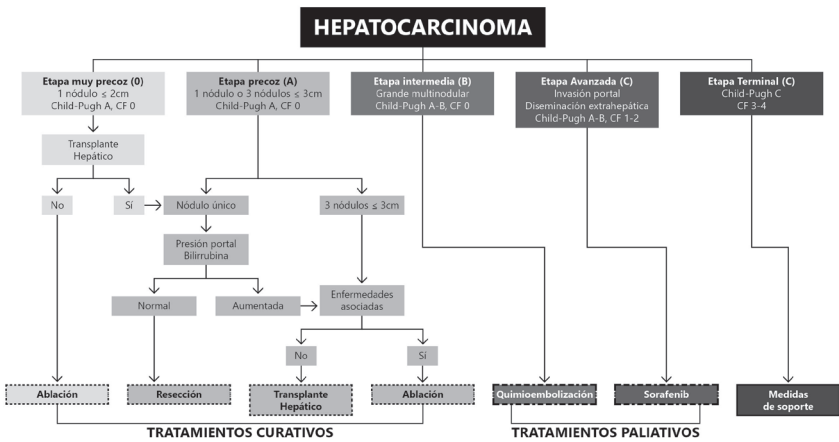 HEPATOCARCINOMA
Etapa muy precoz (0)
1 nódulo ≤ 2cm
Child-Pugh A, CF 0
Etapa precoz (A)
1 nódulo o 3 nódulos ≤ 3cm
Child-Pugh A, CF 0
Etapa intermedia (B)
Grande multinodular
Child-Pugh A-B, CF 0
Etapa Avanzada (C)
Invasión portal
Diseminación extrahepática
Child-Pugh A-B, CF 1-2
Etapa Terminal (C)
Child-Pugh C
CF 3-4
Transplante
Hepático
No
Sí
Nódulo único
3 nódulos ≤ 3cm
Presión portal
Bilirrubina
Normal
Aumentada
Enfermedades
asociadas
No
Sí
Ablación
Resección
Transplante
Hepático
Ablación
Quimioembolización
Sorafenib
Medidas
de soporte
TRATAMIENTOS CURATIVOS
TRATAMIENTOS PALIATIVOS